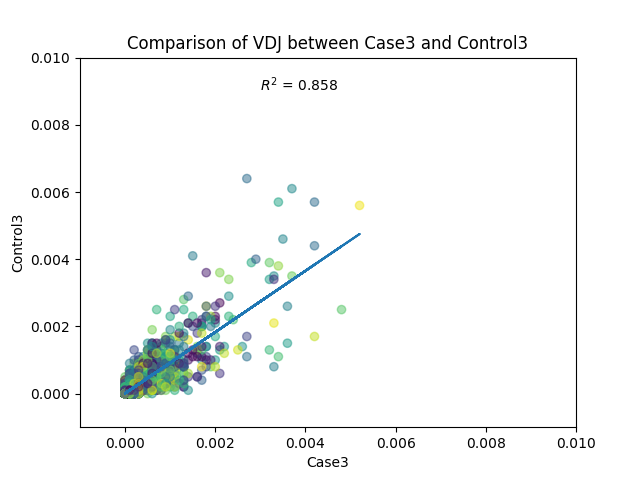 Comparison of VDJ between Case3 and Control3
R² = 0.858
0.010
0.008
0.006
0.004
0.002
0.000
Control3
0.000 0.002 0.004 0.006 0.008 0.010
Case3